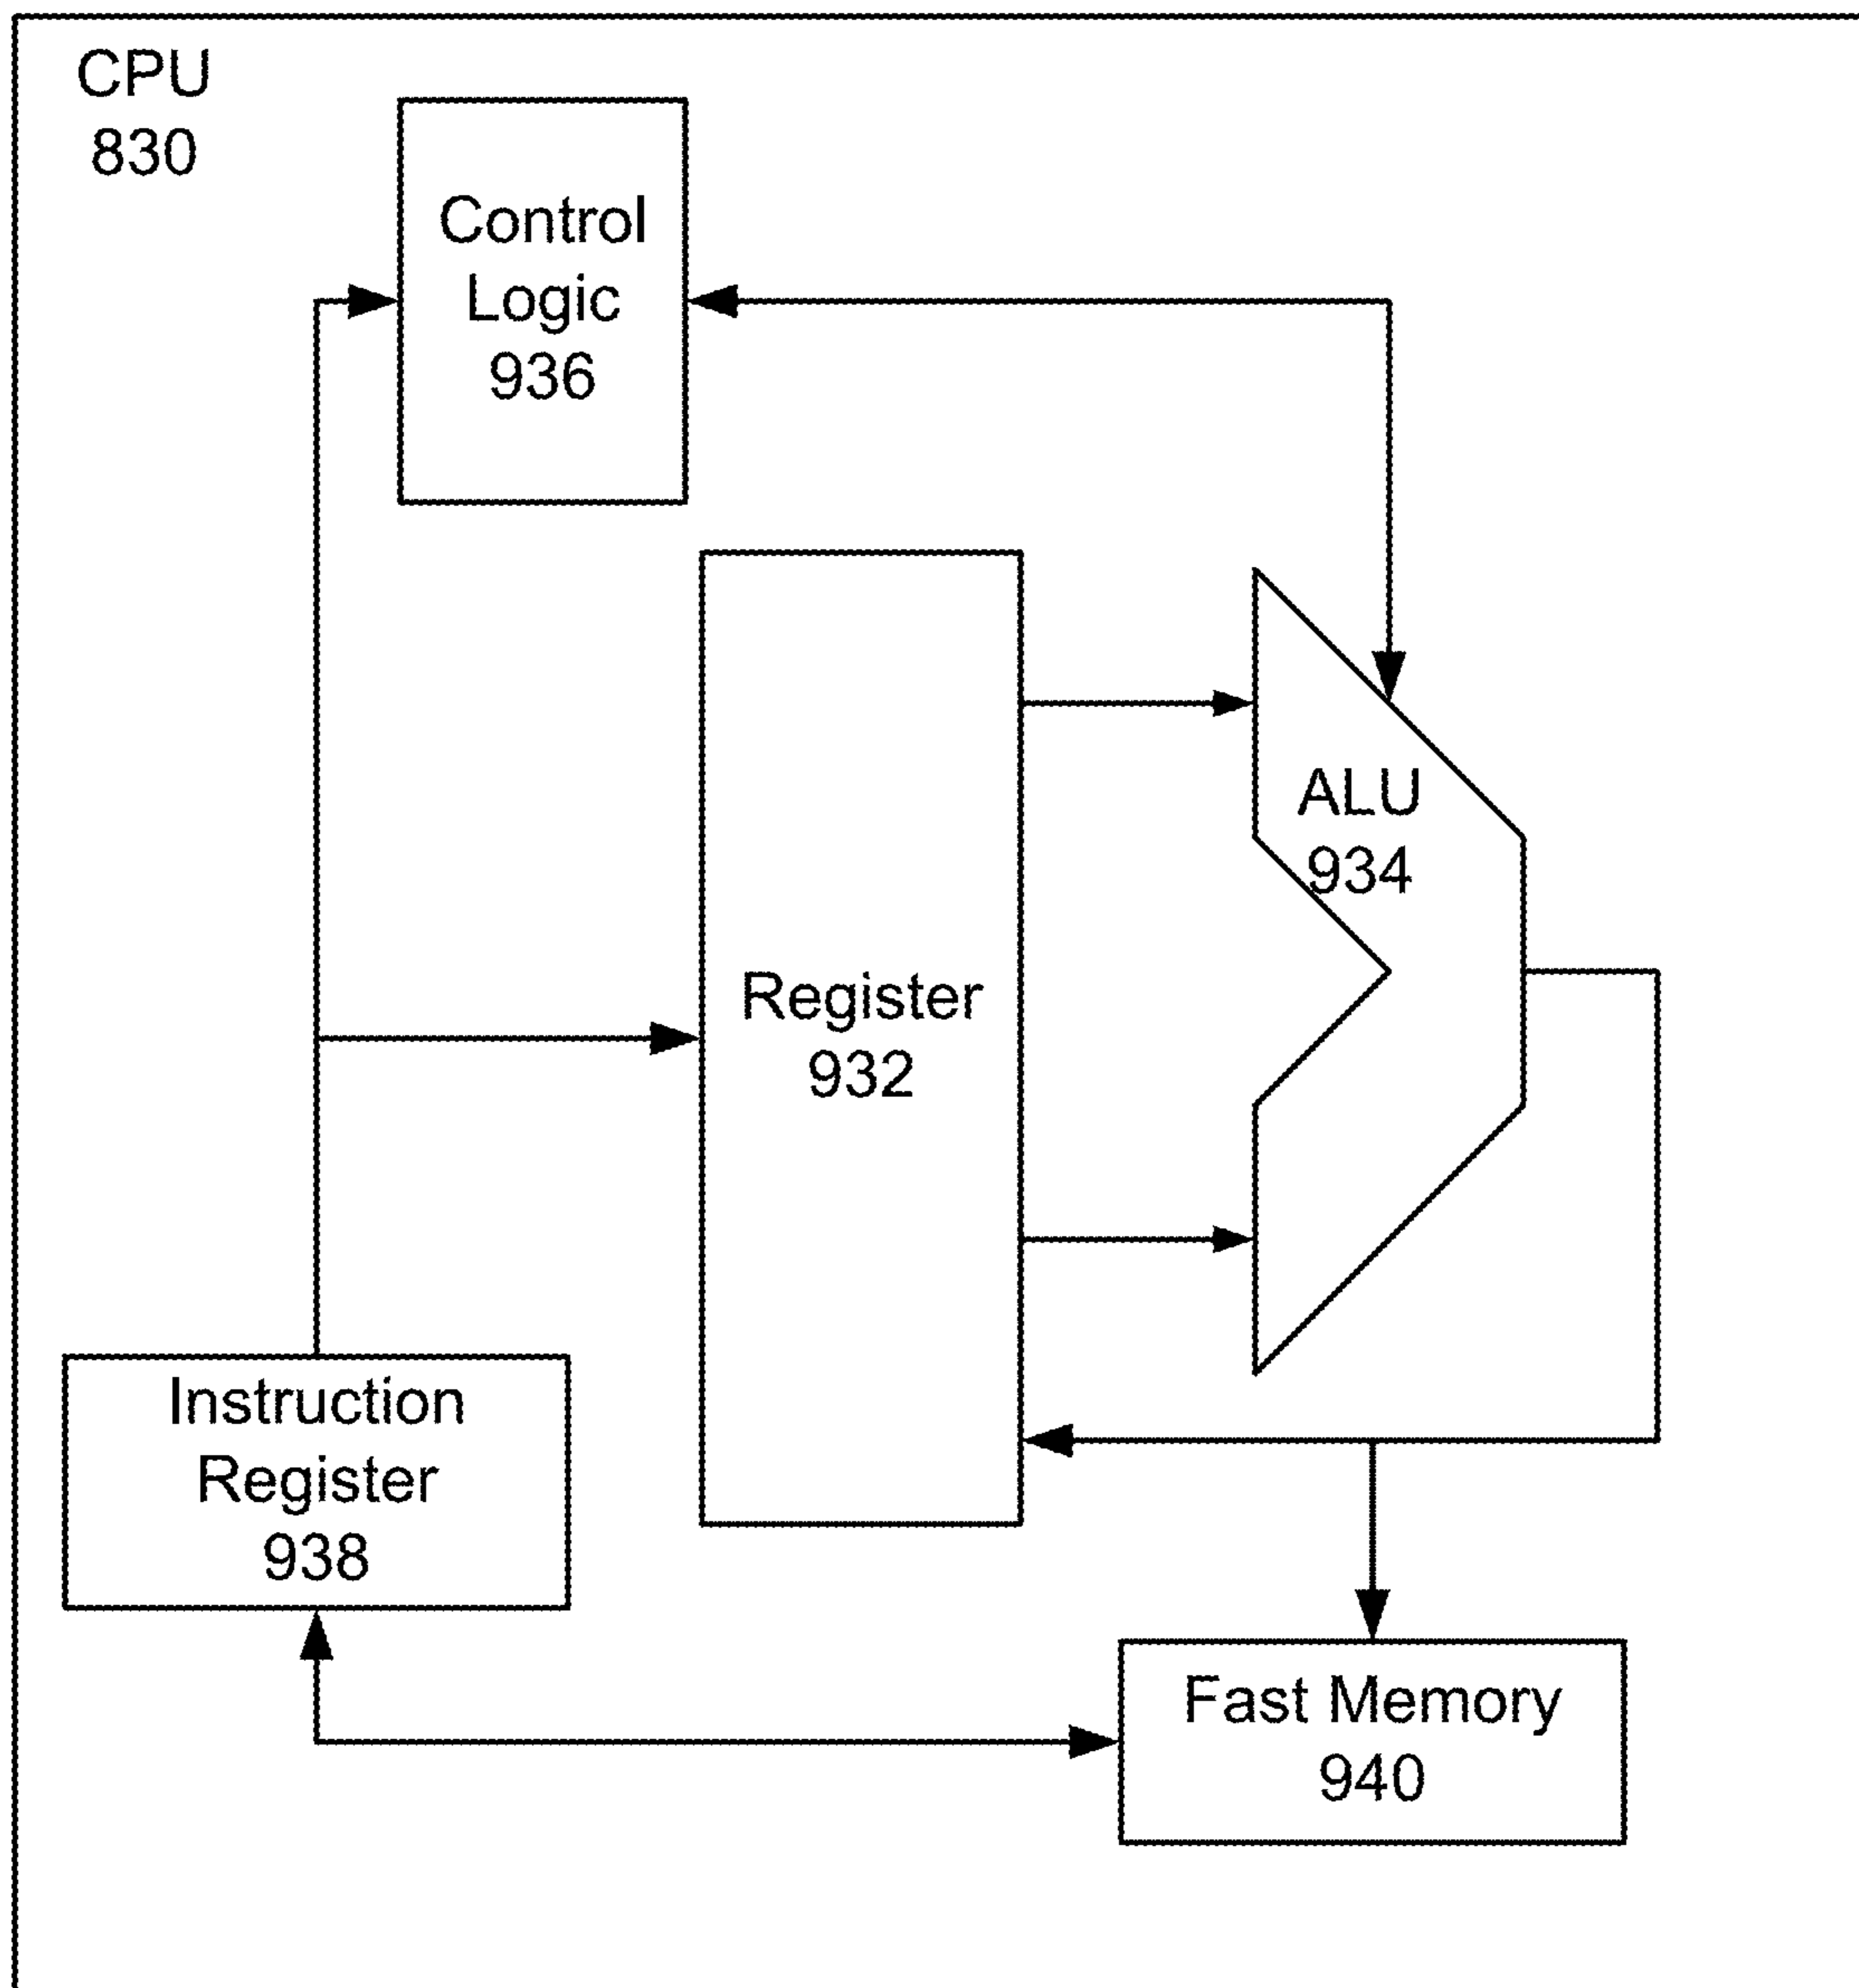 CPU
830
Control
Logic
936
ALU
934
Register
932
Instruction
Register
938
Fast Memory
940